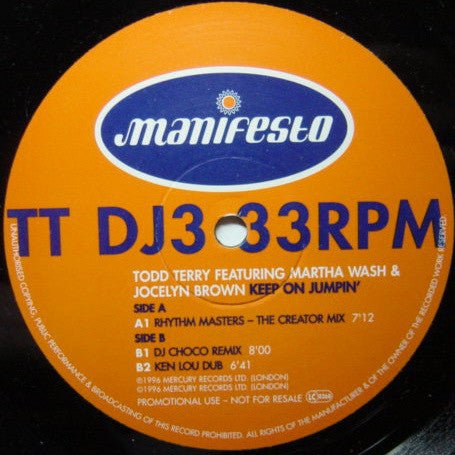 manifesto
TT DJ3 33RPM
TODD TERRY FEATURING MARTHA WASH &
JOCELYN BROWN KEEP ON JUMPIN'
SIDE A
A1 RHYTHM MASTERS – THE CREATOR MIX 7'12
SIDE B
B1 DJ CHOCO REMIX 8'00
B2 KEN LOU DUB 6'41
℗1996 MERCURY RECORDS LTD. (LONDON)
©1996 MERCURY RECORDS LTD. (LONDON)
PROMOTIONAL USE – NOT FOR RESALE LC 0268
UNAUTHORISED COPYING, PUBLIC PERFORMANCE & BROADCASTING OF THIS RECORD PROHIBITED. ALL RIGHTS OF THE MANUFACTURER & OF THE OWNER OF THE RECORDED WORK RESERVED.